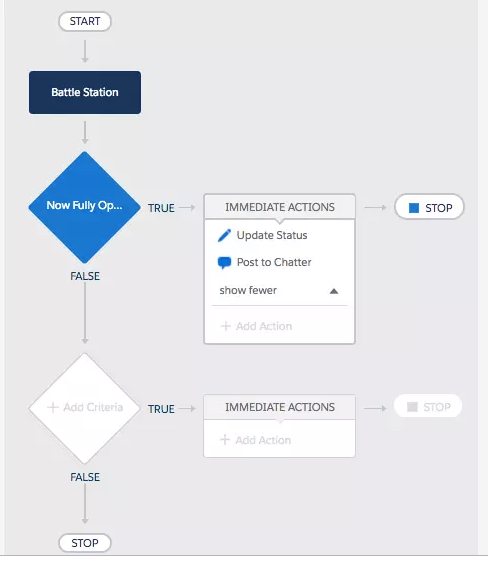 START
Battle Station
Now Fully Op...
TRUE
IMMEDIATE ACTIONS
STOP
Update Status
Post to Chatter
show fewer
+ Add Action
FALSE
+ Add Criteria
TRUE
IMMEDIATE ACTIONS
STOP
+ Add Action
FALSE
STOP